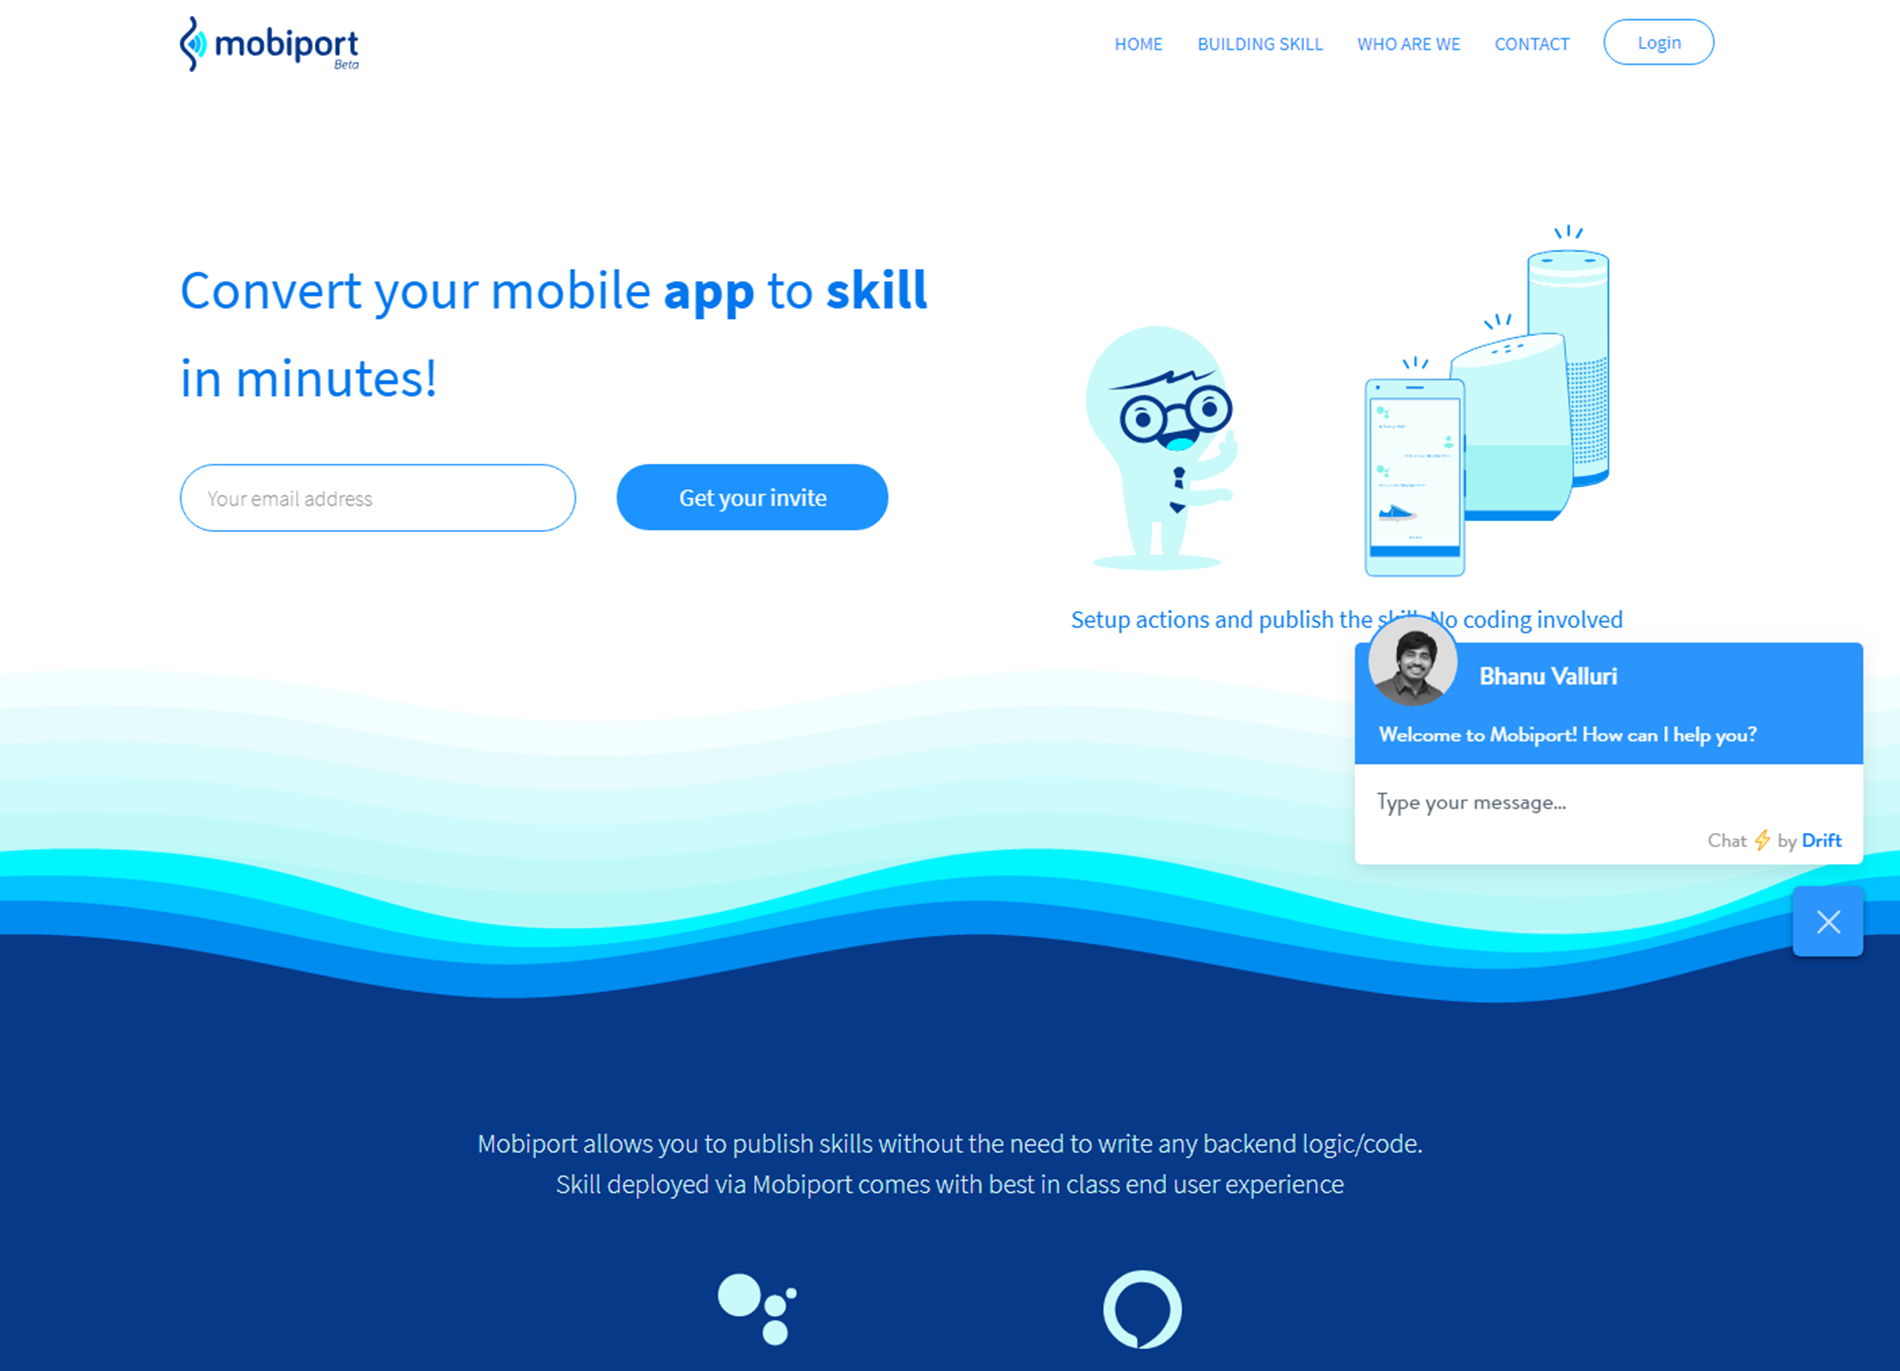 mobiport
Beta
HOME
BUILDING SKILL
WHO ARE WE
CONTACT
Login
Convert your mobile app to skill
in minutes!
Your email address
Get your invite
Setup actions and publish the skill. No coding involved
Bhanu Valluri
Welcome to Mobiport! How can I help you?
Type your message...
Chat ⚡ by Drift
Mobiport allows you to publish skills without the need to write any backend logic/code.
Skill deployed via Mobiport comes with best in class end user experience